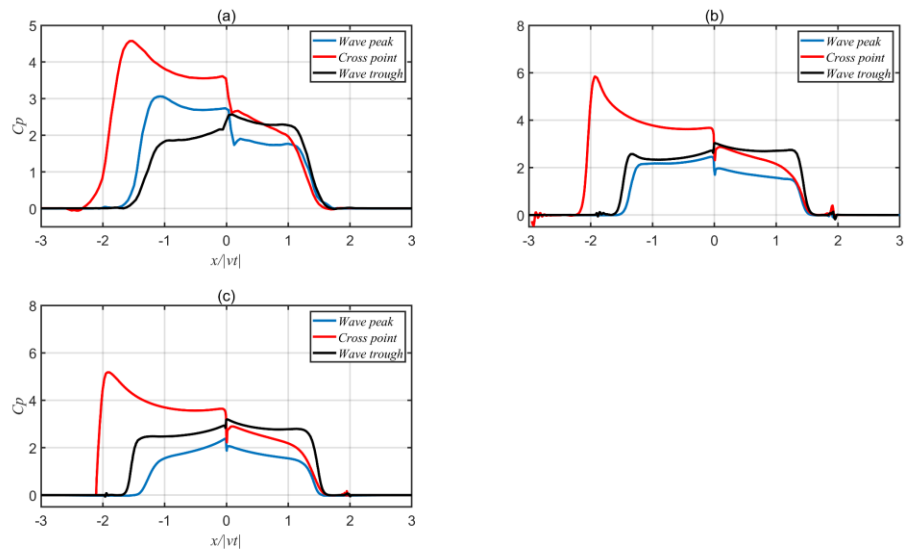 (a)
5
4
3
2
1
0
Cp
-3 -2 -1 0 1 2 3
x/|vt|
Wave peak
Cross point
Wave trough
(b)
8
6
4
2
0
-3 -2 -1 0 1 2 3
x/|vt|
Wave peak
Cross point
Wave trough
(c)
8
6
4
2
0
Cp
-3 -2 -1 0 1 2 3
x/|vt|
Wave peak
Cross point
Wave trough